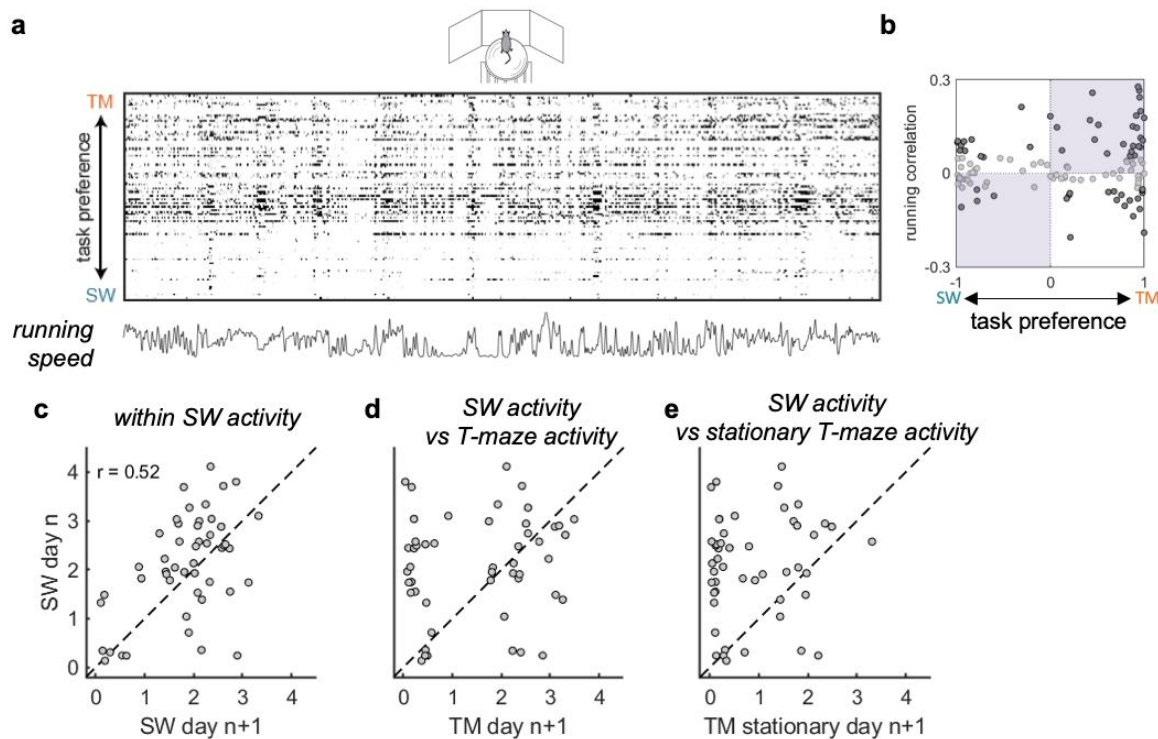 a
TM
task preference
SW
running
speed
b
0.3
running correlation
0
-0.3
-1
0
1
SW
TM
task preference
c
within SW activity
r = 0.52
4
3
2
1
0
SW day n
0
1
2
3
4
SW day n+1
d
SW activity
vs T-maze activity
0
1
2
3
4
TM day n+1
e
SW activity
vs stationary T-maze activity
0
1
2
3
4
TM stationary day n+1